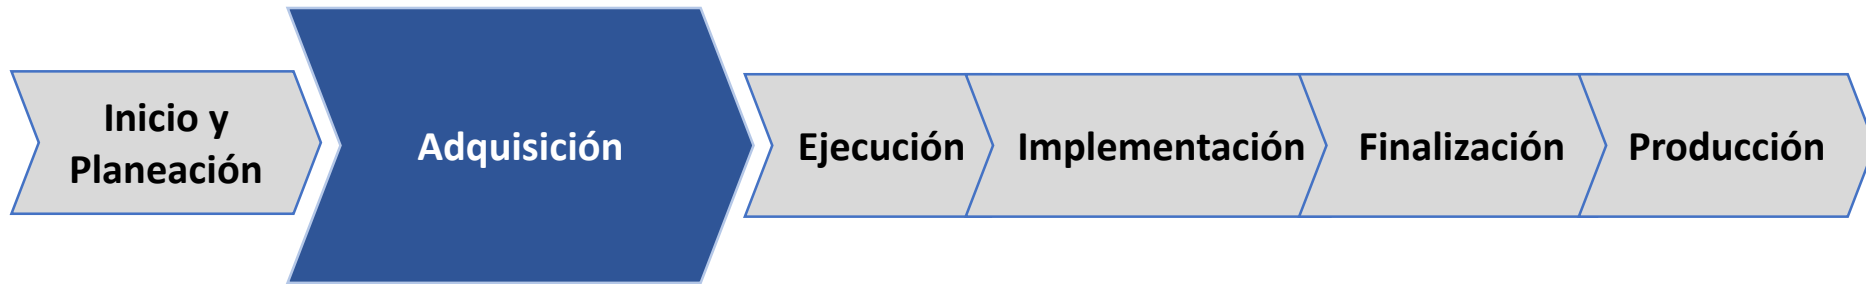 Inicio y
Planeación
Adquisición
Ejecución
Implementación
Finalización
Producción